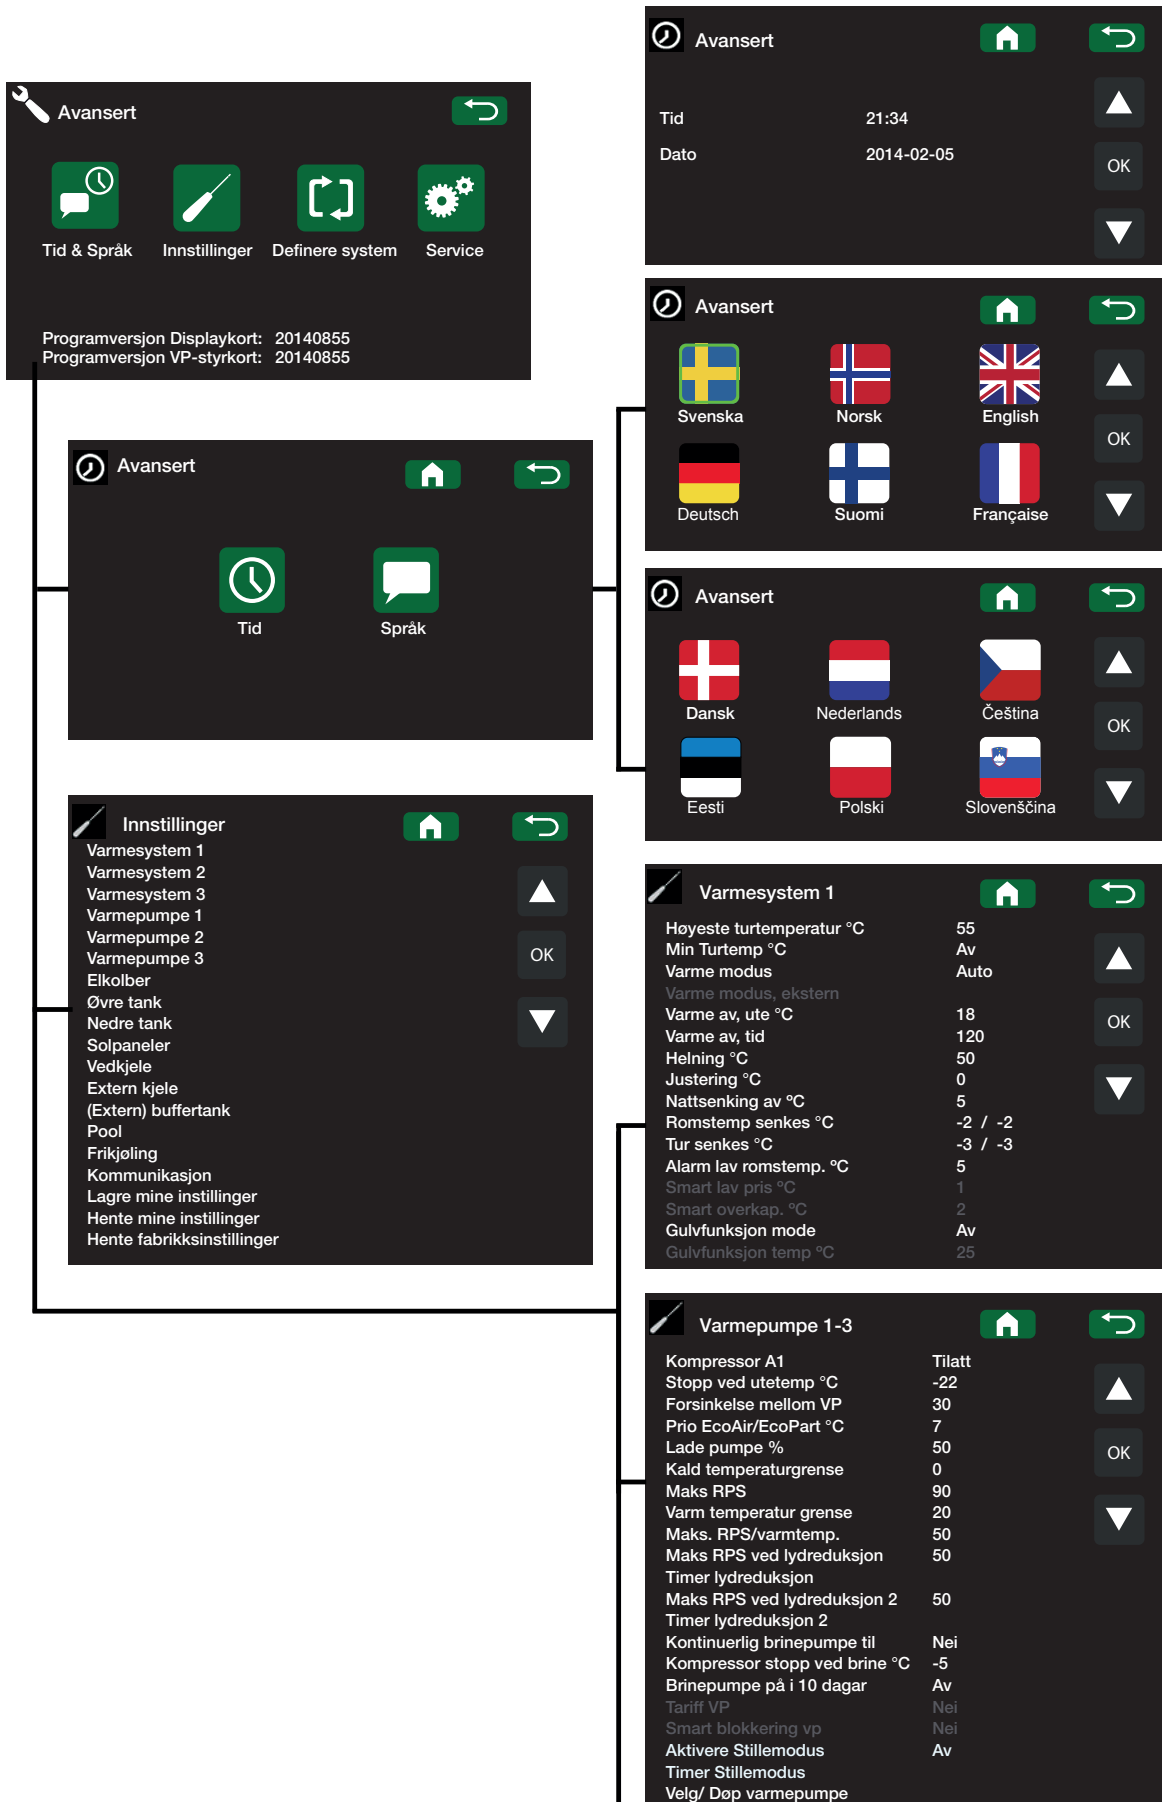 Avansert
Tid & Språk
Innstillinger
Definere system
Service
Programversjon Displaykort: 20140855
Programversjon VP-styrkort: 20140855
Avansert
Tid 21:34
Dato 2014-02-05
OK
Avansert
Svenska
Norsk
English
OK
Deutsch
Suomi
Française
Avansert
Tid
Språk
Avansert
Dansk
Nederlands
Čeština
OK
Eesti
Polski
Slovenščina
Innstillinger
Varmesystem 1
Varmesystem 2
Varmesystem 3
Varmepumpe 1
Varmepumpe 2
Varmepumpe 3
OK
Elkolber
Øvre tank
Nedre tank
Solpaneler
Vedkjele
Extern kjele
(Extern) buffertank
Pool
Frikjøling
Kommunikasjon
Lagre mine instillinger
Hente mine instillinger
Hente fabrikksinstillinger
Varmesystem 1
Høyeste turtemperatur °C 55
Min Turtemp °C Av
Varme modus Auto
Varme modus, ekstern
Varme av, ute °C 18
OK
Varme av, tid 120
Helning °C 50
Justering °C 0
Nattsenking av ºC 5
Romstemp senkes °C -2 / -2
Tur senkes °C -3 / -3
Alarm lav romstemp. ºC 5
Smart lav pris ºC 1
Smart overkap. ºC 2
Gulvfunksjon mode Av
Gulvfunksjon temp ºC 25
Varmepumpe 1-3
Kompressor A1 Tilatt
Stopp ved utetemp °C -22
Forsinkelse mellom VP 30
Prio EcoAir/EcoPart °C 7
Lade pumpe % 50
OK
Kald temperaturgrense 0
Maks RPS 90
Varm temperatur grense 20
Maks. RPS/varmtemp. 50
Maks RPS ved lydreduksjon 50
Timer lydreduksjon
Maks RPS ved lydreduksjon 2 50
Timer lydreduksjon 2
Kontinuerlig brinepumpe til Nei
Kompressor stopp ved brine °C -5
Brinepumpe på i 10 dagar Av
Tariff VP Nei
Smart blokkering vp Nei
Aktivere Stillemodus Av
Timer Stillemodus
Velg/ Døp varmepumpe